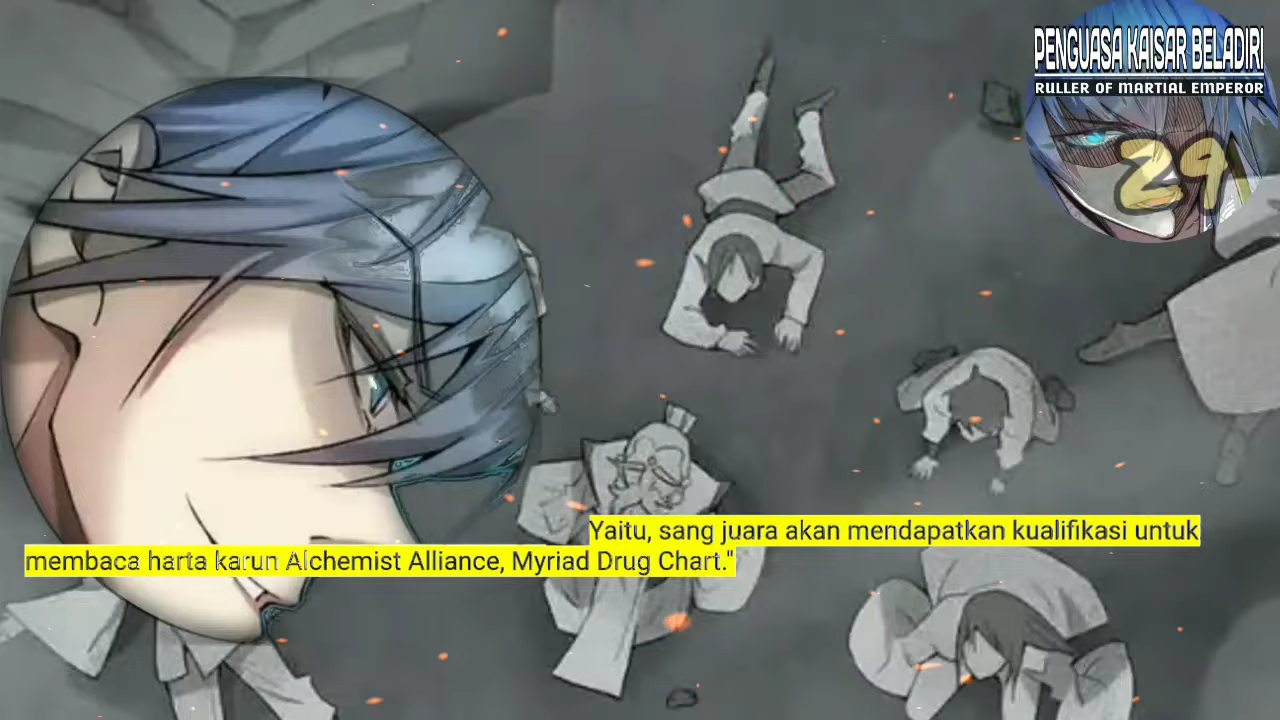 PENGUASA KAISAR BELADIRI
RULLER OF MARTIAL EMPEROR
29
Yaitu, sang juara akan mendapatkan kualifikasi untuk
membaca harta karun Alchemist Alliance, Myriad Drug Chart."